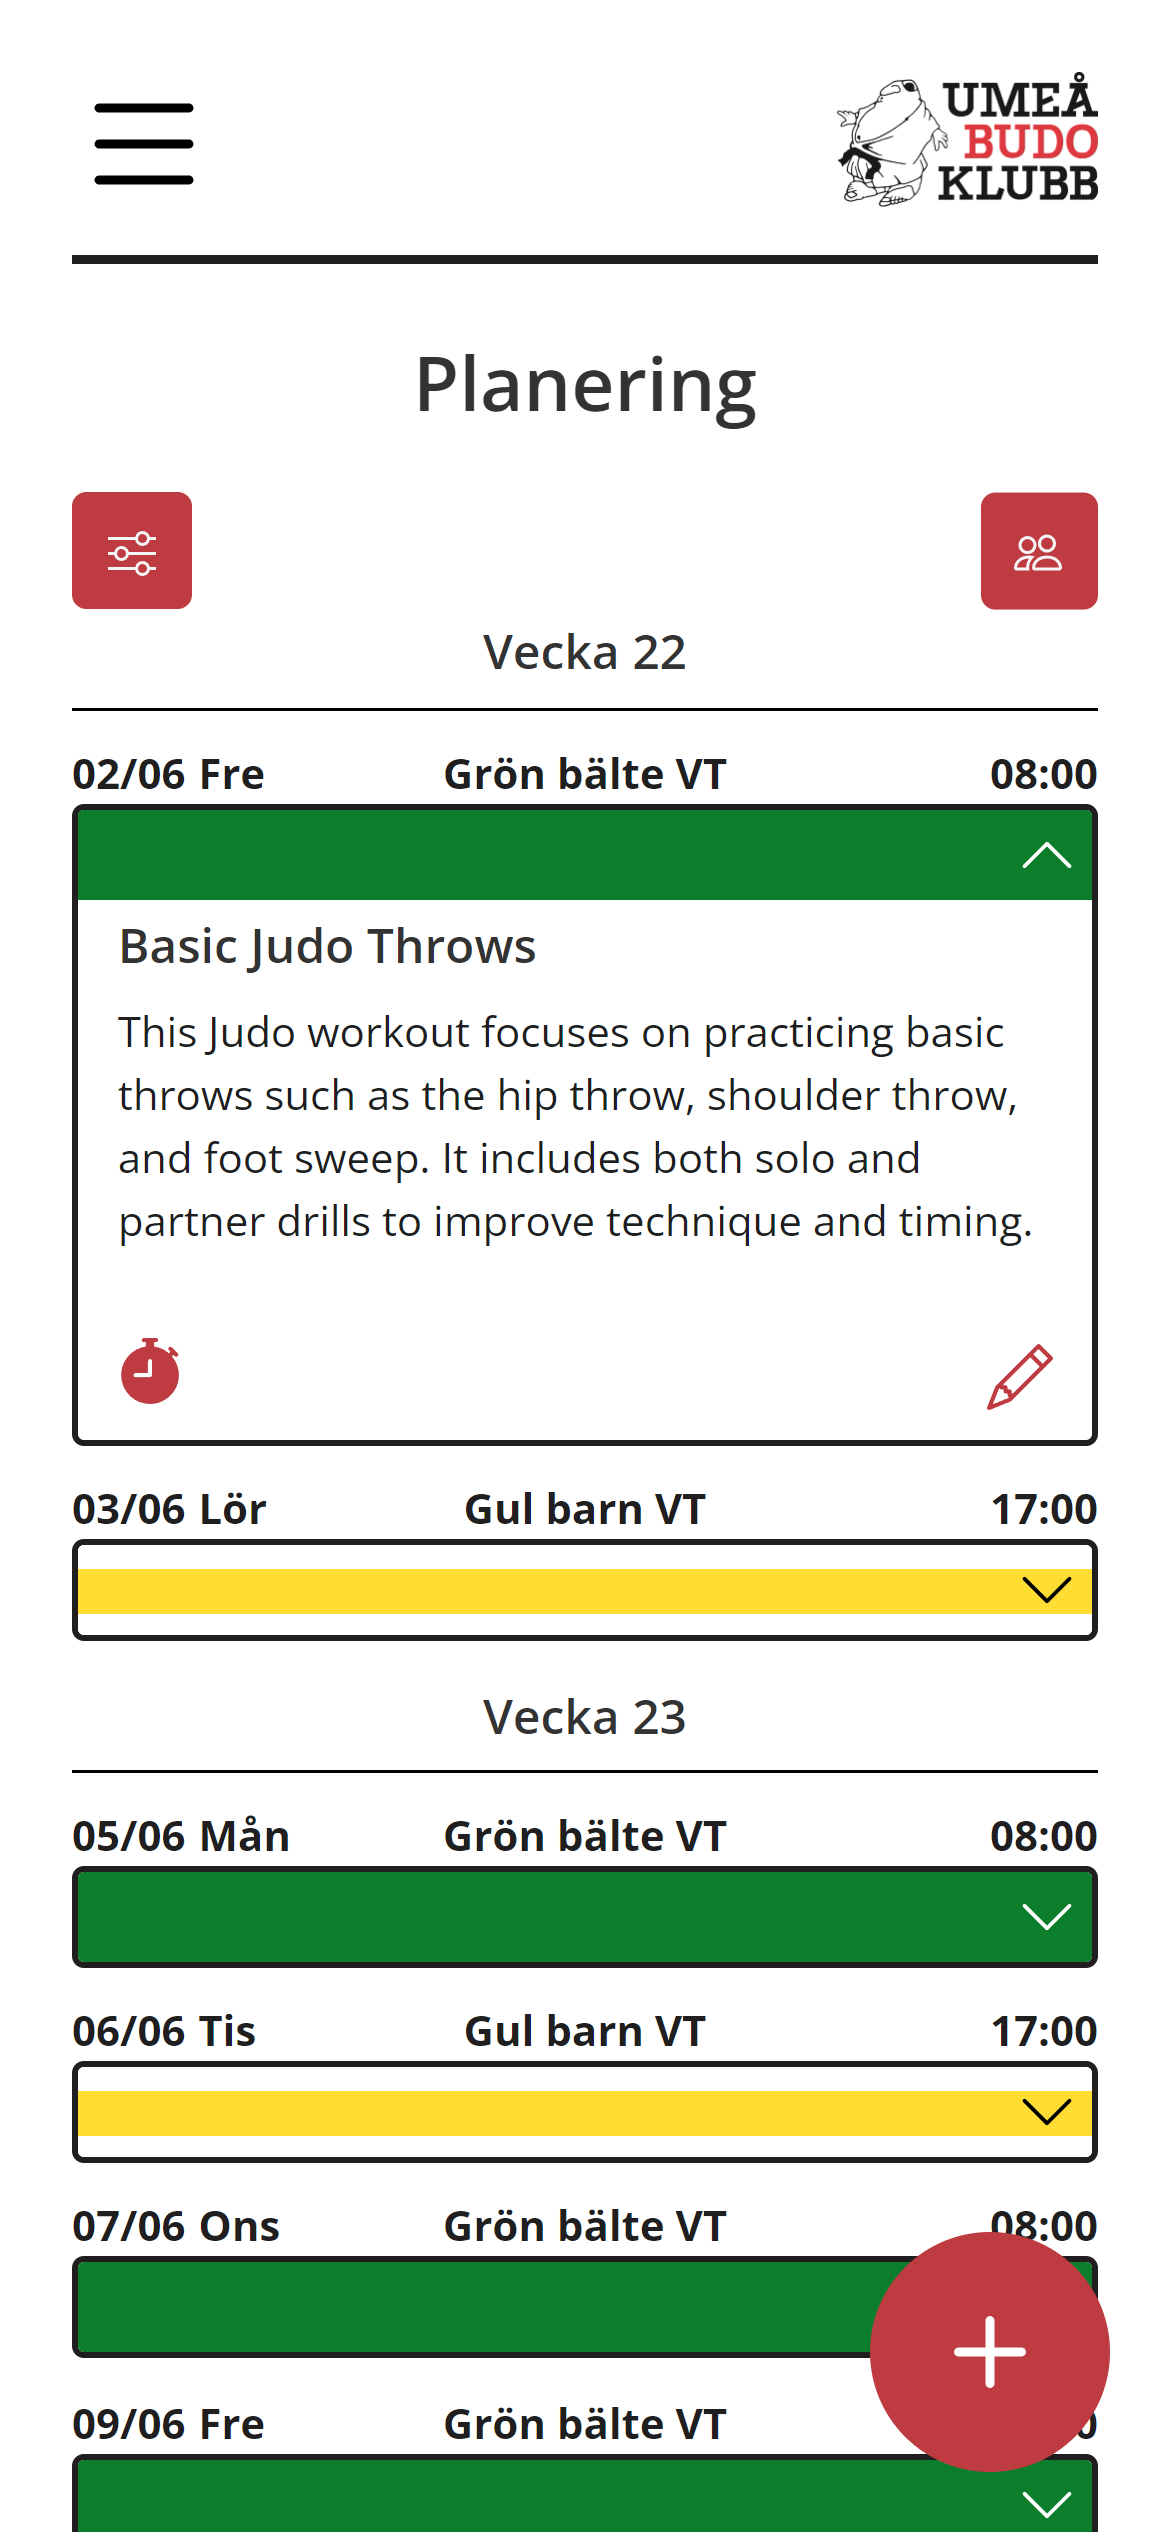 UMEÅ
BUDO
KLUBB
Planering
Vecka 22
02/06 Fre Grön bälte VT 08:00
Basic Judo Throws
This Judo workout focuses on practicing basic
throws such as the hip throw, shoulder throw,
and foot sweep. It includes both solo and
partner drills to improve technique and timing.
03/06 Lör Gul barn VT 17:00
Vecka 23
05/06 Mån Grön bälte VT 08:00
06/06 Tis Gul barn VT 17:00
07/06 Ons Grön bälte VT 08:00
09/06 Fre Grön bälte VT